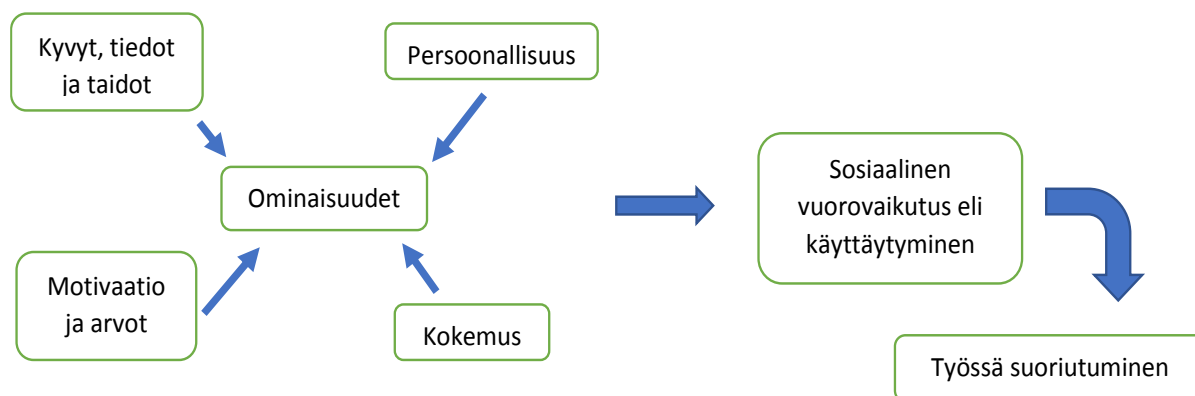 Kyvyt, tiedot
ja taidot
Persoonallisuus
Ominaisuudet
Motivaatio
ja arvot
Kokemus
Sosiaalinen
vuorovaikutus eli
käyttäytyminen
Työssä suoriutuminen